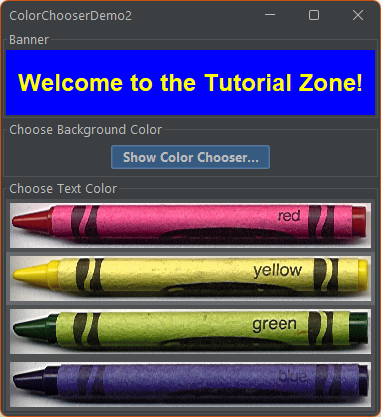 ColorChooserDemo2
Banner
Welcome to the Tutorial Zone!
Choose Background Color
Show Color Chooser...
Choose Text Color
red
yellow
green
blue